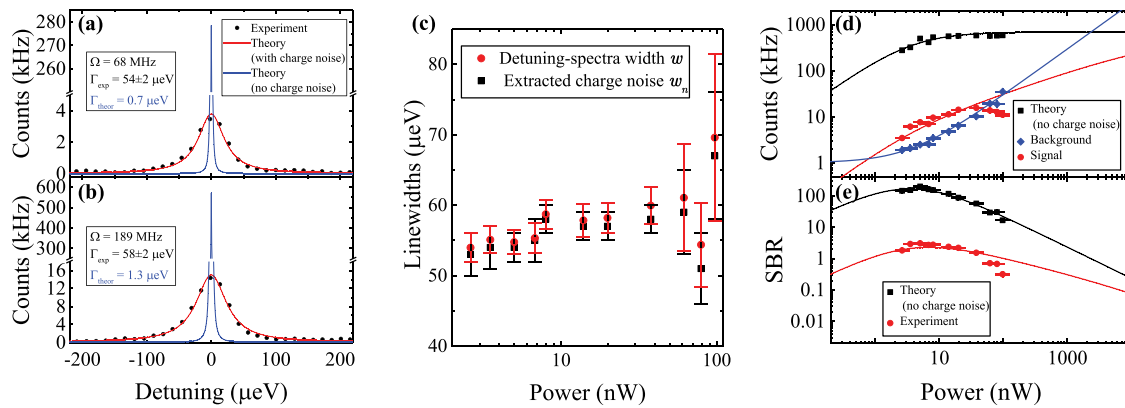 (a)
280
275
270
265
260
4
2
0
Counts (kHz)
Ω = 68 MHz
Γexp = 54±2 μeV
Γtheor = 0.7 μeV
Experiment
Theory
(with charge noise)
Theory
(no charge noise)
(b)
600
500
400
300
16
12
8
4
0
Counts (kHz)
Ω = 189 MHz
Γexp = 58±2 μeV
Γtheor = 1.3 μeV
-200
-100
0
100
200
Detuning (μeV)
(c)
80
70
60
50
40
Linewidths (μeV)
Detuning-spectra width w
Extracted charge noise wn
10
100
Power (nW)
(d)
1000
100
10
1
Counts (kHz)
Theory
(no charge noise)
Background
Signal
(e)
100
10
1
0.1
0.01
SBR
Theory
(no charge noise)
Experiment
10
1000
Power (nW)